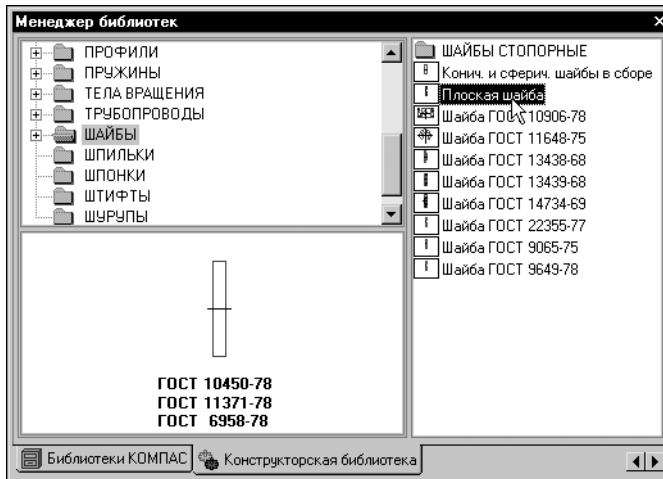 Менеджер библиотек
ПРОФИЛИ
ПРУЖИНЫ
ТЕЛА ВРАЩЕНИЯ
ТРУБОПРОВОДЫ
ШАЙБЫ
ШПИЛЬКИ
ШПОНКИ
ШТИФТЫ
ШУРУПЫ
ШАЙБЫ СТОПОРНЫЕ
Конич. и сферич. шайбы в сборе
Плоская шайба
Шайба ГОСТ 10906-78
Шайба ГОСТ 11648-75
Шайба ГОСТ 13438-68
Шайба ГОСТ 13439-68
Шайба ГОСТ 14734-69
Шайба ГОСТ 22355-77
Шайба ГОСТ 9065-75
Шайба ГОСТ 9649-78
ГОСТ 10450-78
ГОСТ 11371-78
ГОСТ 6958-78
Библиотеки КОМПАС
Конструкторская библиотека